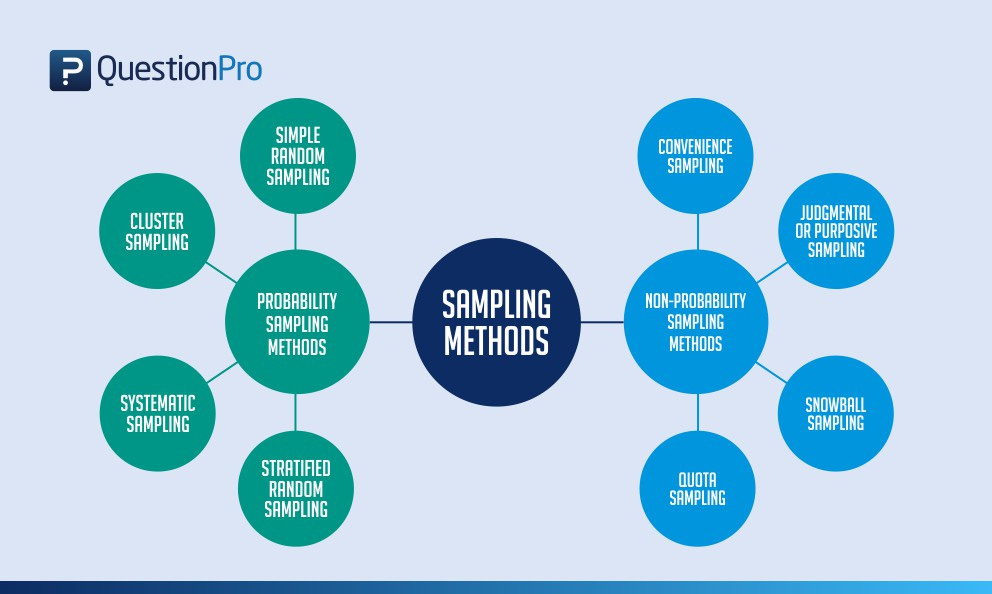 QuestionPro
SIMPLE
RANDOM
SAMPLING
CLUSTER
SAMPLING
PROBABILITY
SAMPLING
METHODS
SYSTEMATIC
SAMPLING
STRATIFIED
RANDOM
SAMPLING
SAMPLING
METHODS
CONVENIENCE
SAMPLING
JUDGMENTAL
OR PURPOSIVE
SAMPLING
NON-PROBABILITY
SAMPLING
METHODS
SNOWBALL
SAMPLING
QUOTA
SAMPLING